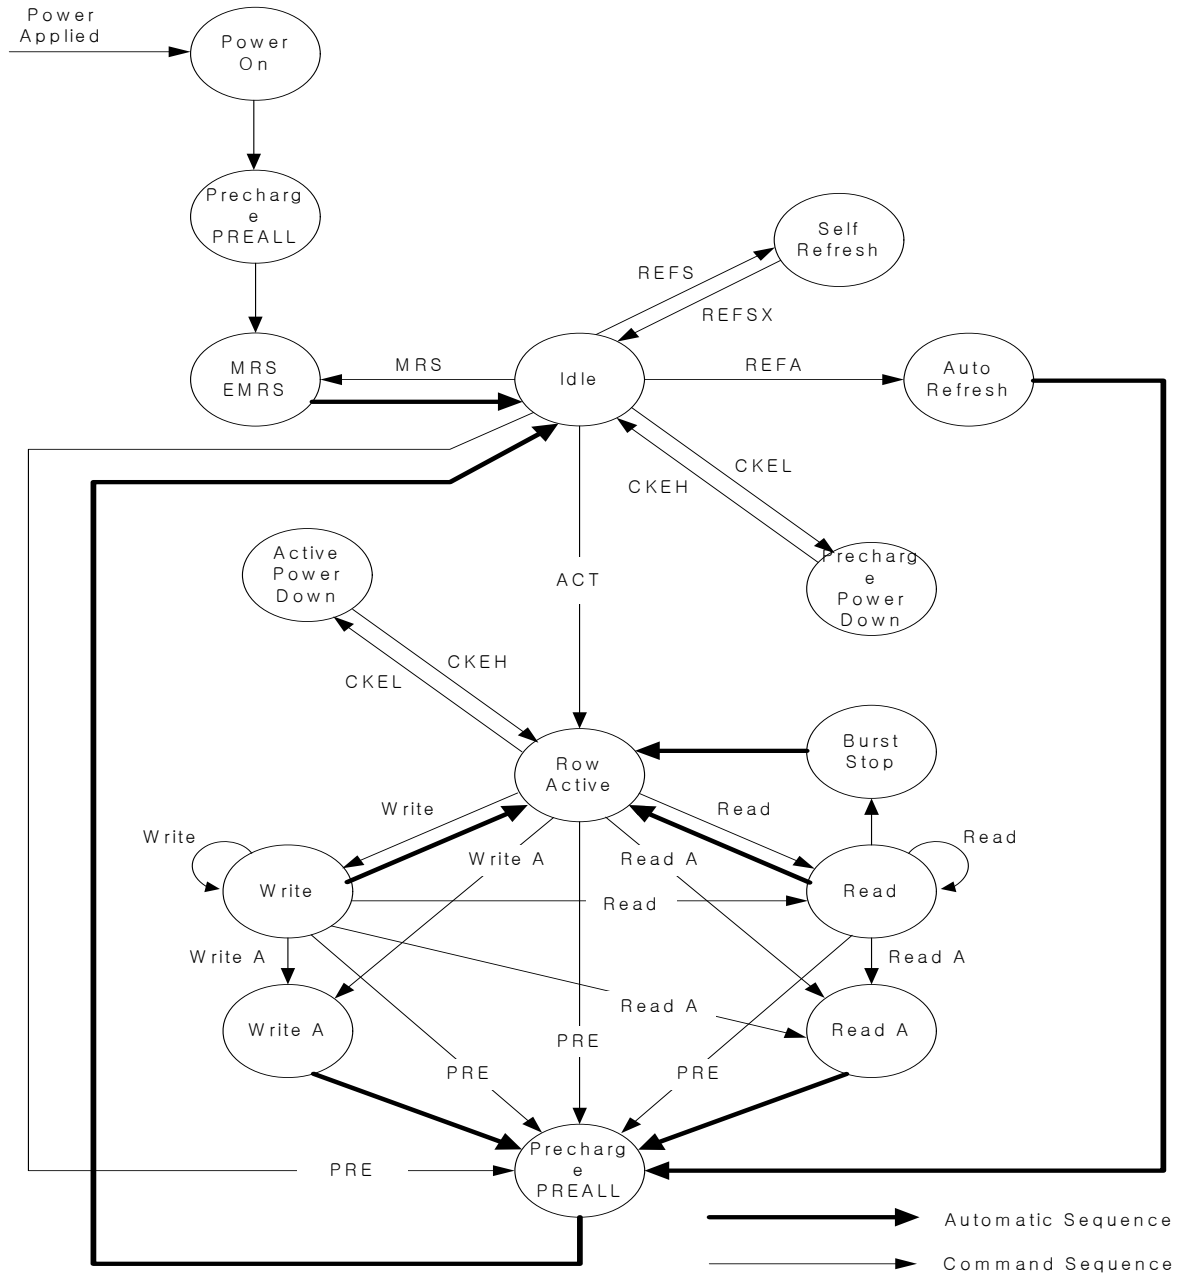 Power
Applied
Power
On
Precharg
e
PREALL
Self
Refresh
REFS
REFSX
MRS
EMRS
MRS
Idle
REFA
Auto
Refresh
CKEL
CKEH
Precharg
e
Power
Down
Active
Power
Down
ACT
CKEH
CKEL
Burst
Stop
Row
Active
Write
Read
Write
Write A
Read A
Read
Write
Read
Read
Write A
Read A
Read A
Write A
Read A
PRE
PRE
PRE
Precharg
e
PREALL
PRE
Automatic Sequence
Command Sequence